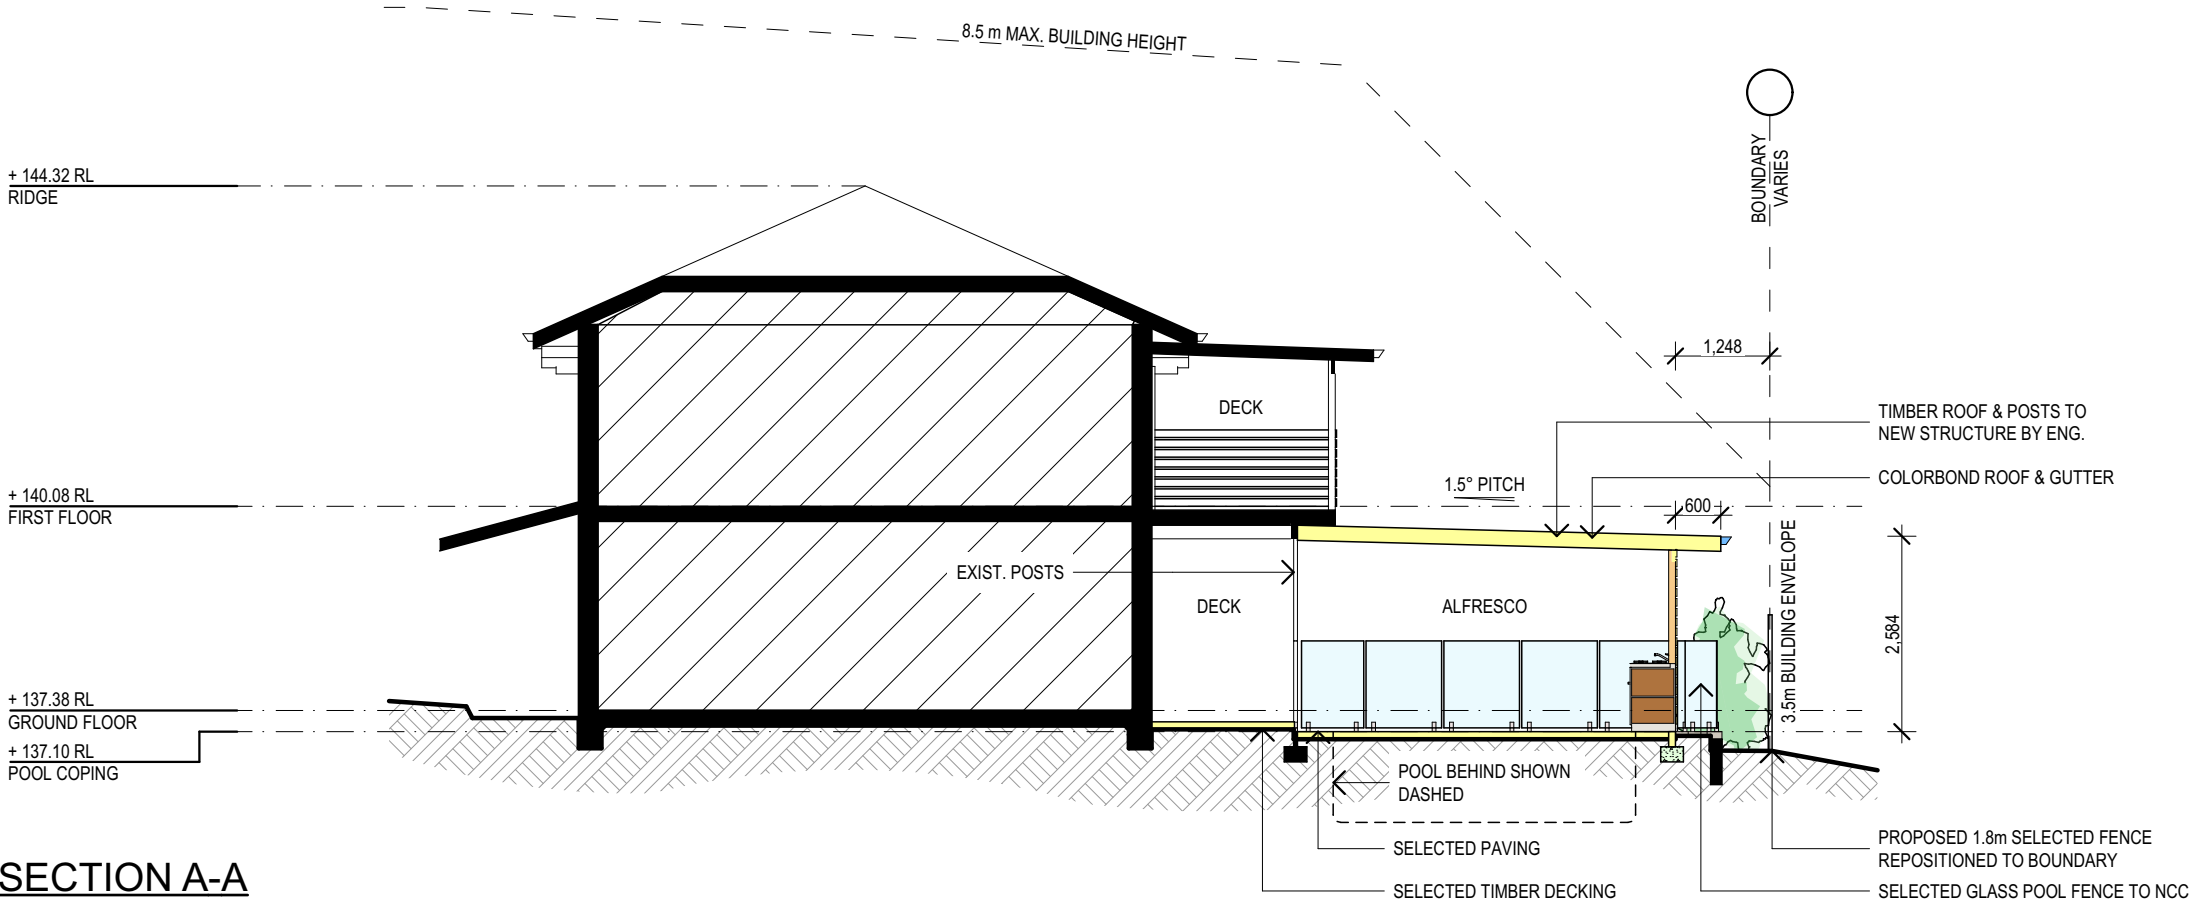 8.5 m MAX. BUILDING HEIGHT
BOUNDARY
VARIES
+ 144.32 RL
RIDGE
1,248
DECK
TIMBER ROOF & POSTS TO
NEW STRUCTURE BY ENG.
COLORBOND ROOF & GUTTER
1.5° PITCH
+ 140.08 RL
FIRST FLOOR
600
EXIST. POSTS
DECK
ALFRESCO
3.5m BUILDING ENVELOPE
2,584
+ 137.38 RL
GROUND FLOOR
+ 137.10 RL
POOL COPING
POOL BEHIND SHOWN
DASHED
SELECTED PAVING
SELECTED TIMBER DECKING
PROPOSED 1.8m SELECTED FENCE
REPOSITIONED TO BOUNDARY
SELECTED GLASS POOL FENCE TO NCC
SECTION A-A